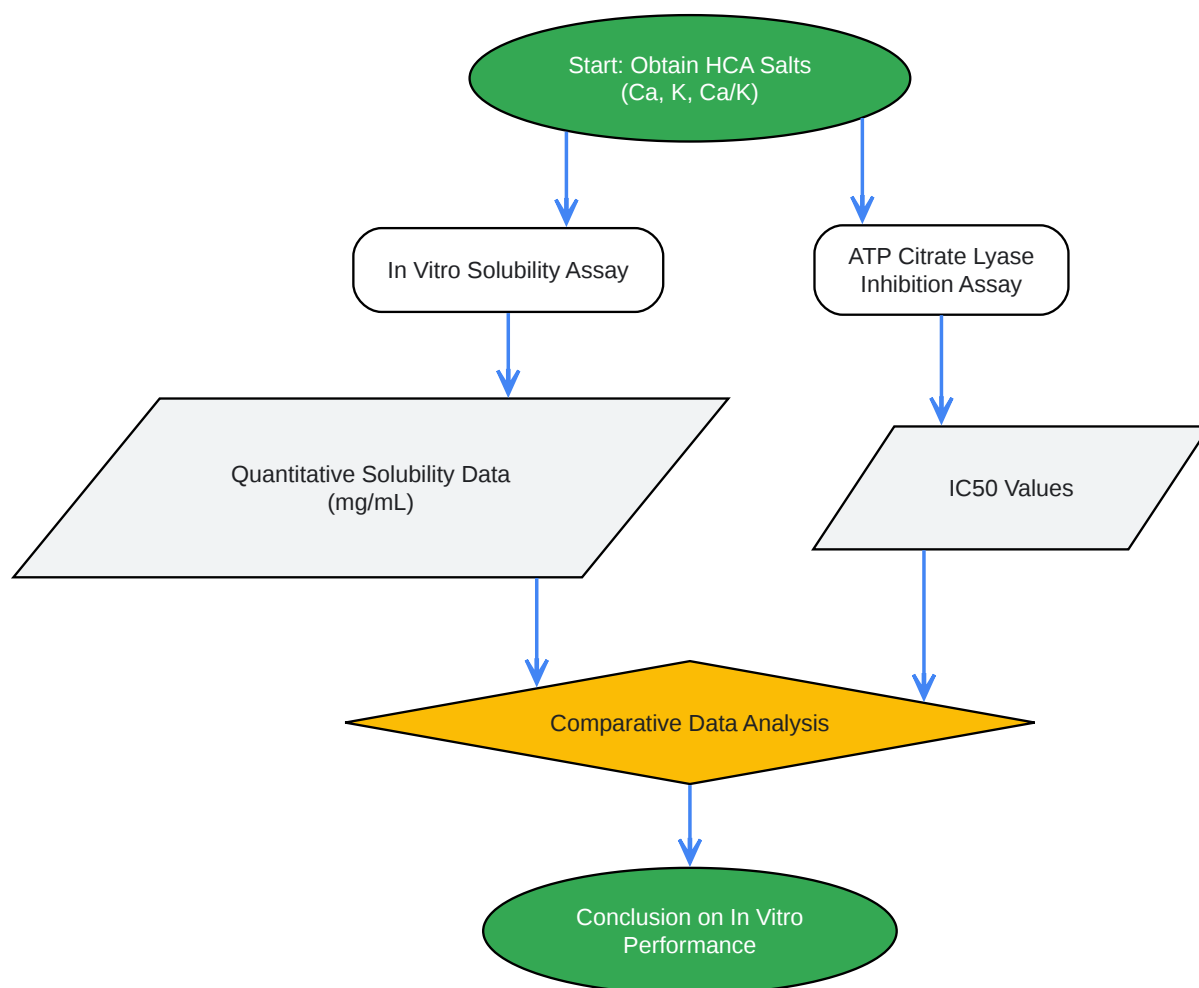 Start: Obtain HCA Salts
(Ca, K, Ca/K)
In Vitro Solubility Assay
ATP Citrate Lyase
Inhibition Assay
Quantitative Solubility Data
(mg/mL)
IC50 Values
Comparative Data Analysis
Conclusion on In Vitro
Performance